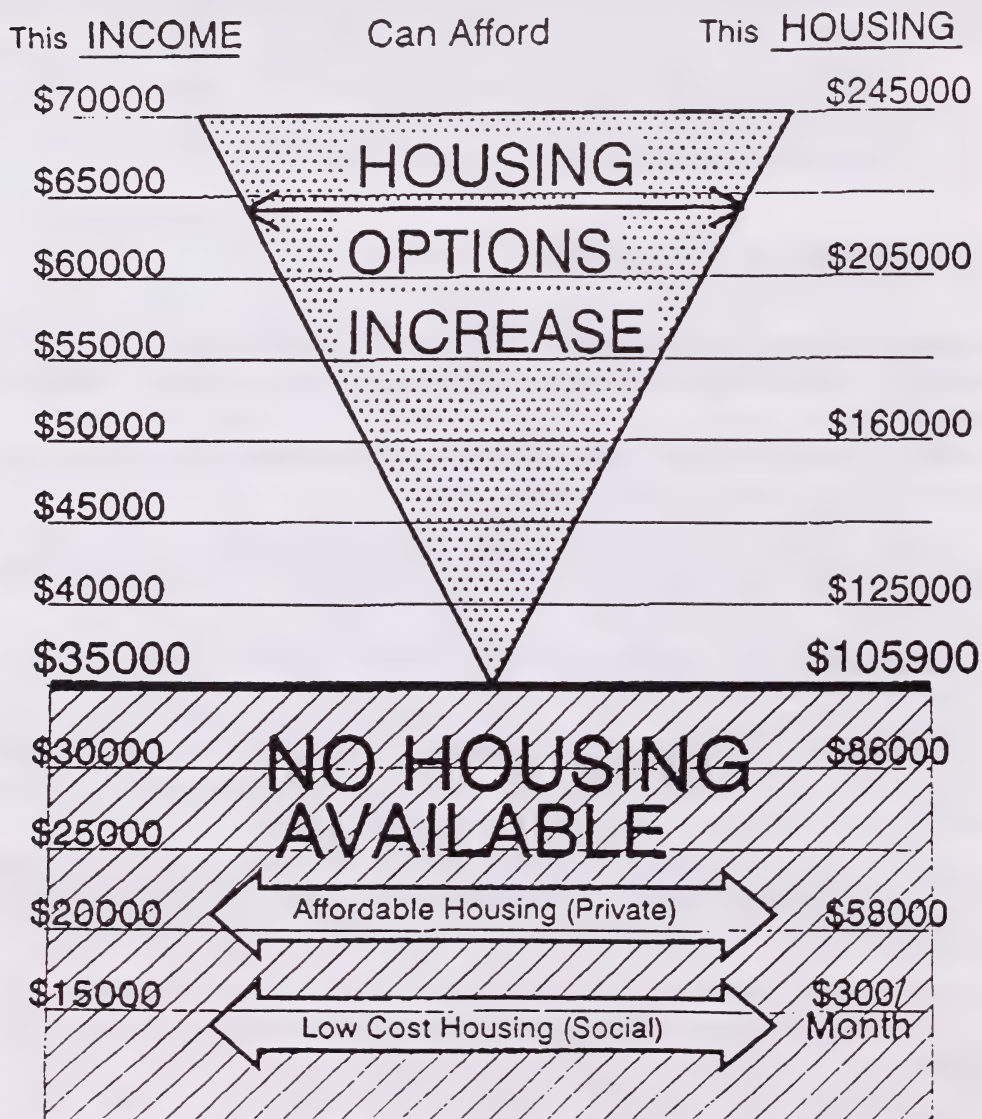 This INCOME Can Afford This HOUSING
$70000 $245000
HOUSING
$65000
OPTIONS
$60000 $205000
INCREASE
$55000
$50000 $160000
$45000
$40000 $125000
$35000 $105900
$30000 NO HOUSING $86000
$25000 AVAILABLE
$20000 Affordable Housing (Private) $58000
$15000 $300/
Low Cost Housing (Social) Month